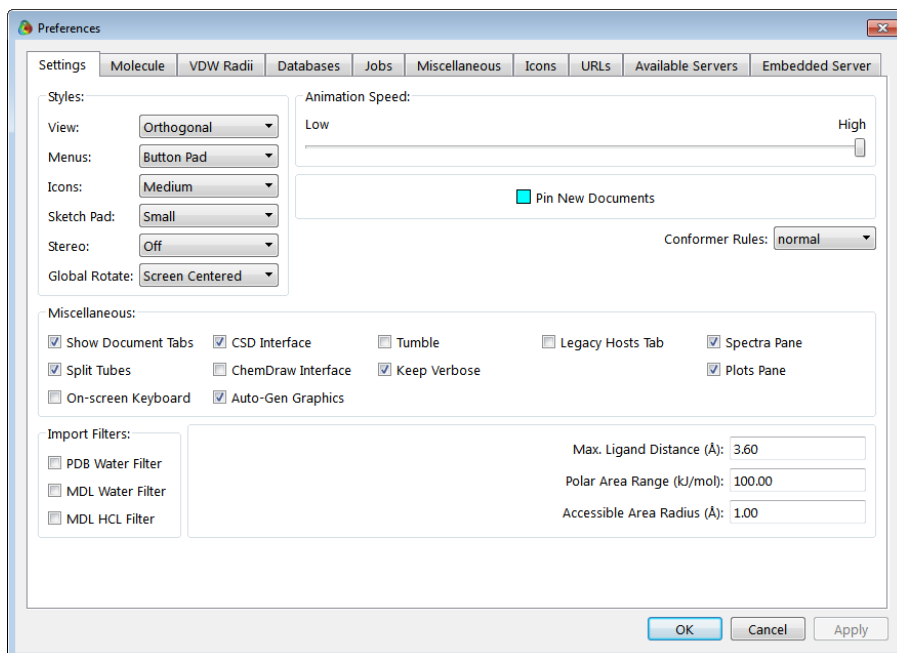 Preferences
Settings Molecule VDW Radii Databases Jobs Miscellaneous Icons URLs Available Servers Embedded Server
Styles:
View: Orthogonal
Menus: Button Pad
Icons: Medium
Sketch Pad: Small
Stereo: Off
Global Rotate: Screen Centered
Animation Speed:
Low High
Pin New Documents
Conformer Rules: normal
Miscellaneous:
Show Document Tabs CSD Interface Tumble Legacy Hosts Tab Spectra Pane
Split Tubes ChemDraw Interface Keep Verbose Plots Pane
On-screen Keyboard Auto-Gen Graphics
Import Filters:
PDB Water Filter
MDL Water Filter
MDL HCL Filter
Max. Ligand Distance (Å): 3.60
Polar Area Range (kJ/mol): 100.00
Accessible Area Radius (Å): 1.00
OK Cancel Apply